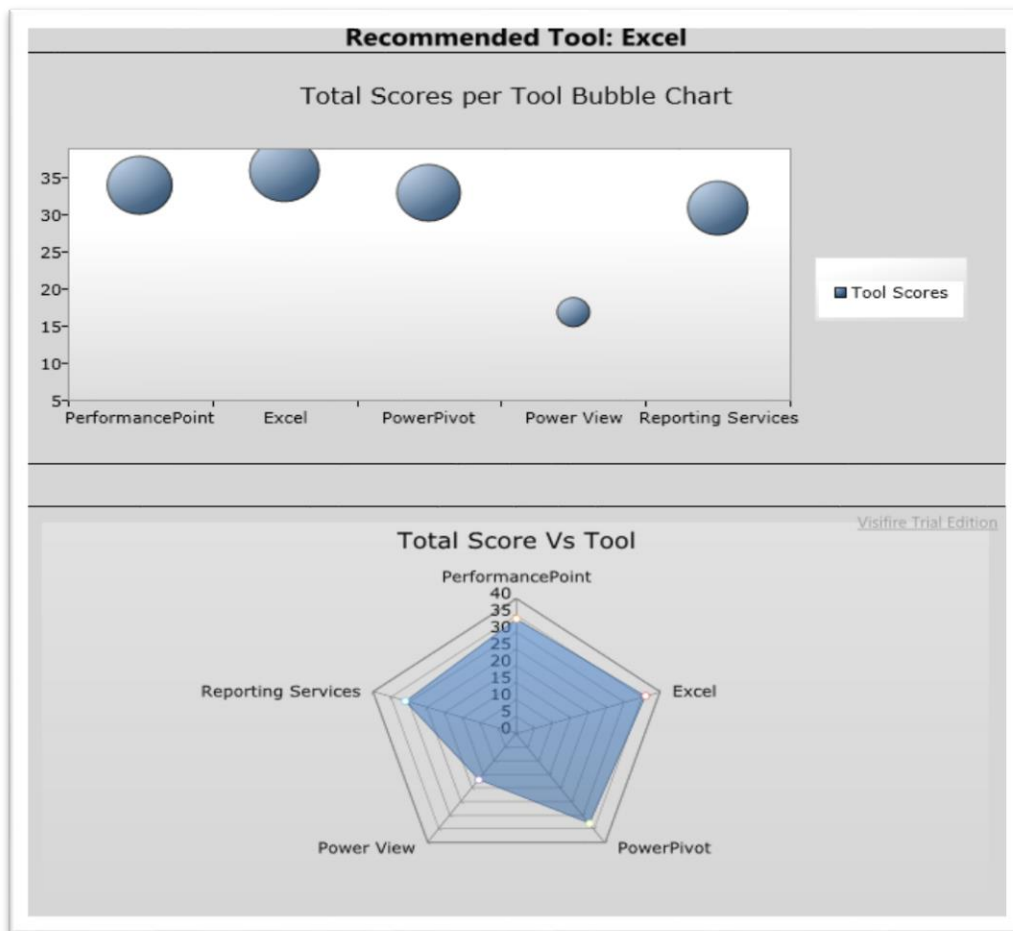 Recommended Tool: Excel
Total Scores per Tool Bubble Chart
35
30
25
20
15
10
5
PerformancePoint Excel PowerPivot Power View Reporting Services
Tool Scores
Visifire Trial Edition
Total Score Vs Tool
PerformancePoint
40
35
30
25
20
15
10
5
0
Reporting Services
Excel
Power View
PowerPivot